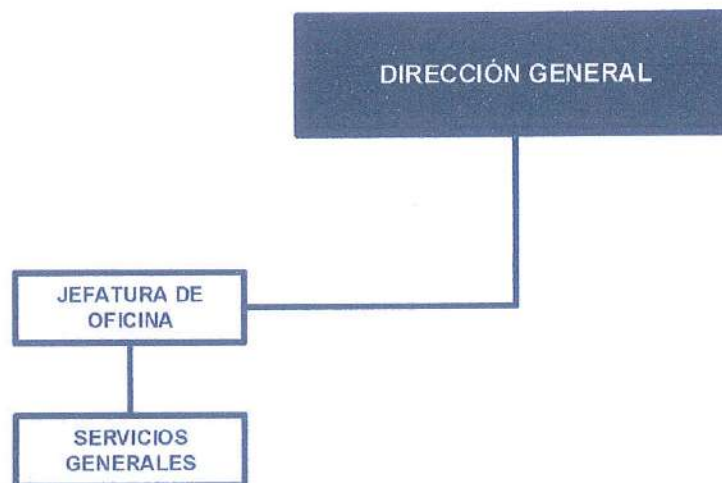 DIRECCIÓN GENERAL
JEFATURA DE
OFICINA
SERVICIOS
GENERALES